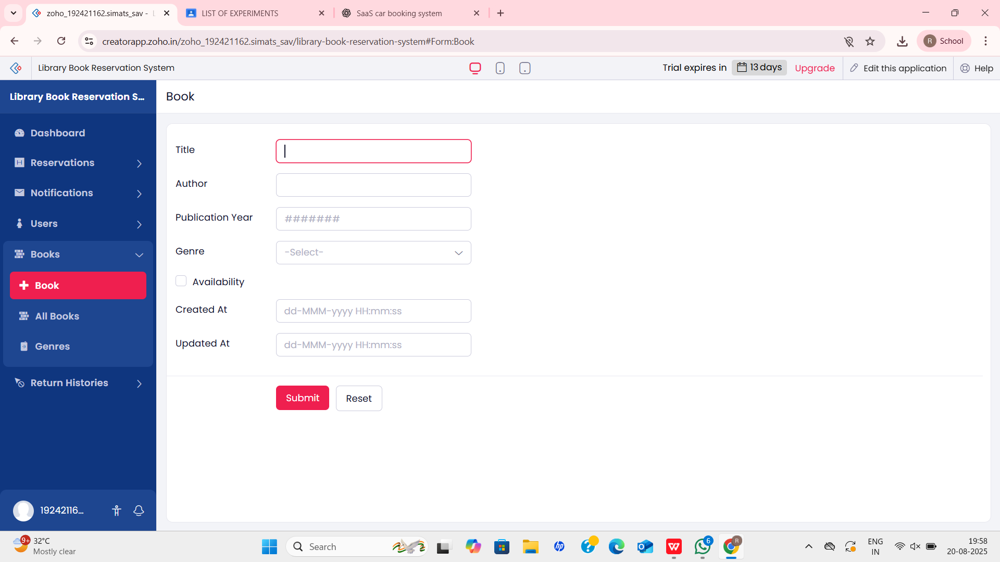 zoho_192421162.simats_sav -
LIST OF EXPERIMENTS
SaaS car booking system
creatorapp.zoho.in/zoho_192421162.simats_sav/library-book-reservation-system#Form:Book
R
School
Library Book Reservation System
Trial expires in
13 days
Upgrade
Edit this application
Help
Library Book Reservation S...
Dashboard
Reservations
Notifications
Users
Books
Book
All Books
Genres
Return Histories
19242116...
Book
Title
Author
Publication Year
#######
Genre
-Select-
Availability
Created At
dd-MMM-yyyy HH:mm:ss
Updated At
dd-MMM-yyyy HH:mm:ss
Submit
Reset
9+
32°C
Mostly clear
Search
hp
6
R
ENG
IN
19:58
20-08-2025